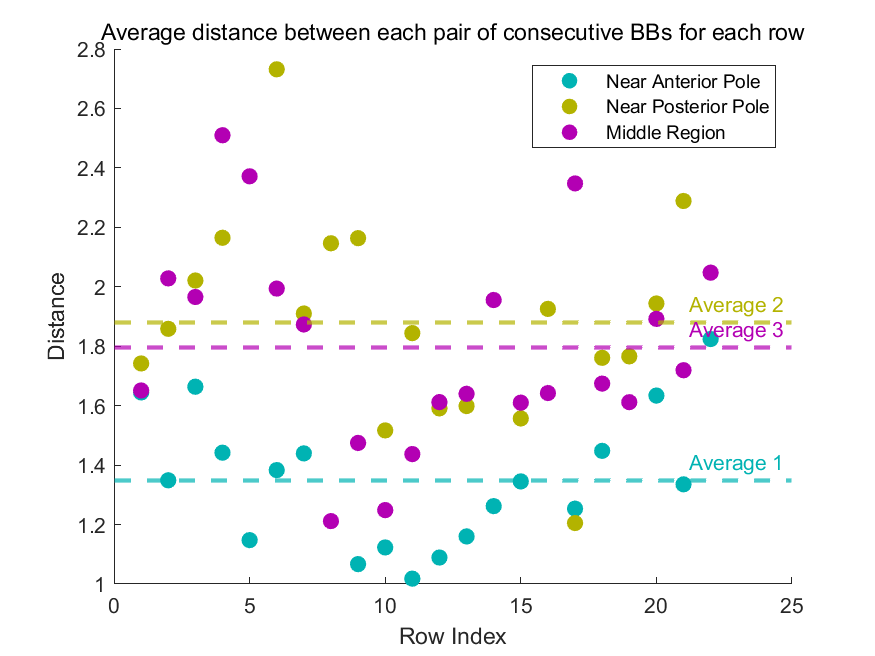 Average distance between each pair of consecutive BBs for each row
Near Anterior Pole
Near Posterior Pole
Middle Region
2.8
2.6
2.4
2.2
2
1.8
1.6
1.4
1.2
1
Distance
Average 2
Average 3
Average 1
0
5
10
15
20
25
Row Index